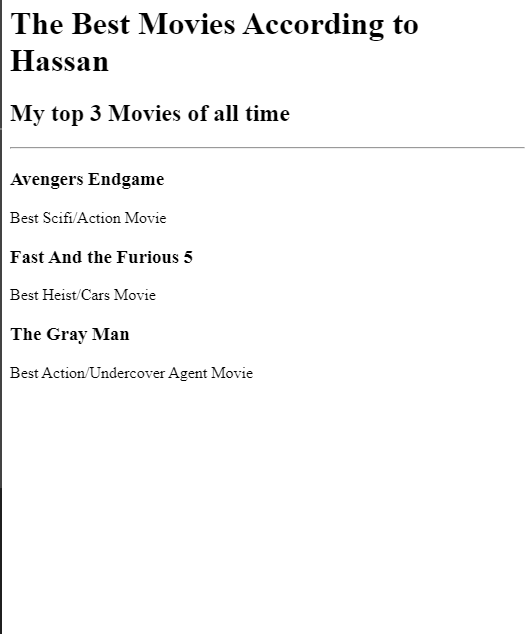 The Best Movies According to
Hassan
My top 3 Movies of all time
Avengers Endgame
Best Scifi/Action Movie
Fast And the Furious 5
Best Heist/Cars Movie
The Gray Man
Best Action/Undercover Agent Movie